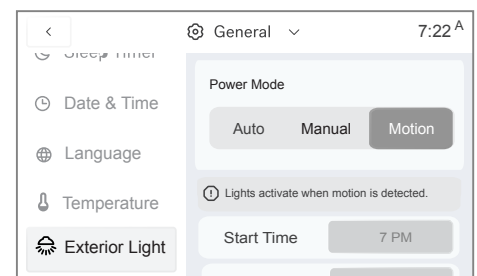 General
7:22 A
Date & Time
Language
Temperature
Exterior Light
Power Mode
Auto Manual Motion
Lights activate when motion is detected.
Start Time 7 PM